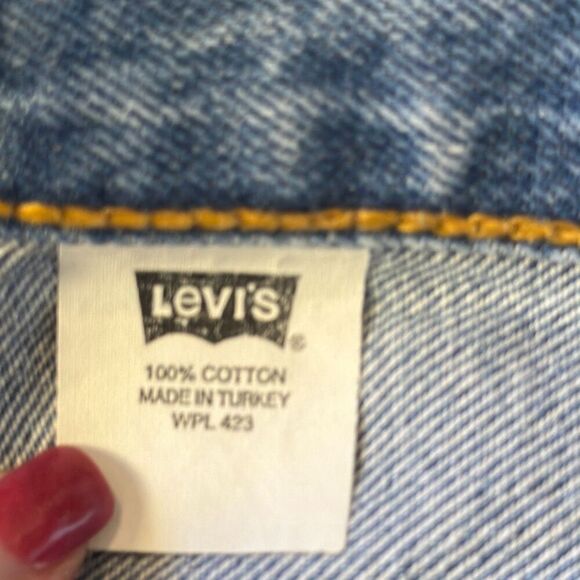 LEVI'S
®
100% COTTON
MADE IN TURKEY
WPL 423